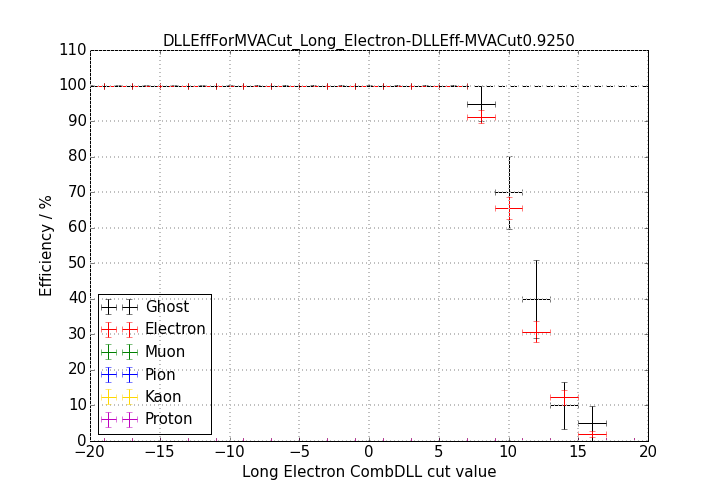 DLLEffForMVACut_Long_Electron-DLLEff-MVACut0.9250
110
100
90
80
70
60
50
40
30
20
10
0
Efficiency / %
Ghost
Electron
Muon
Pion
Kaon
Proton
−20 −15 −10 −5 0 5 10 15 20
Long Electron CombDLL cut value